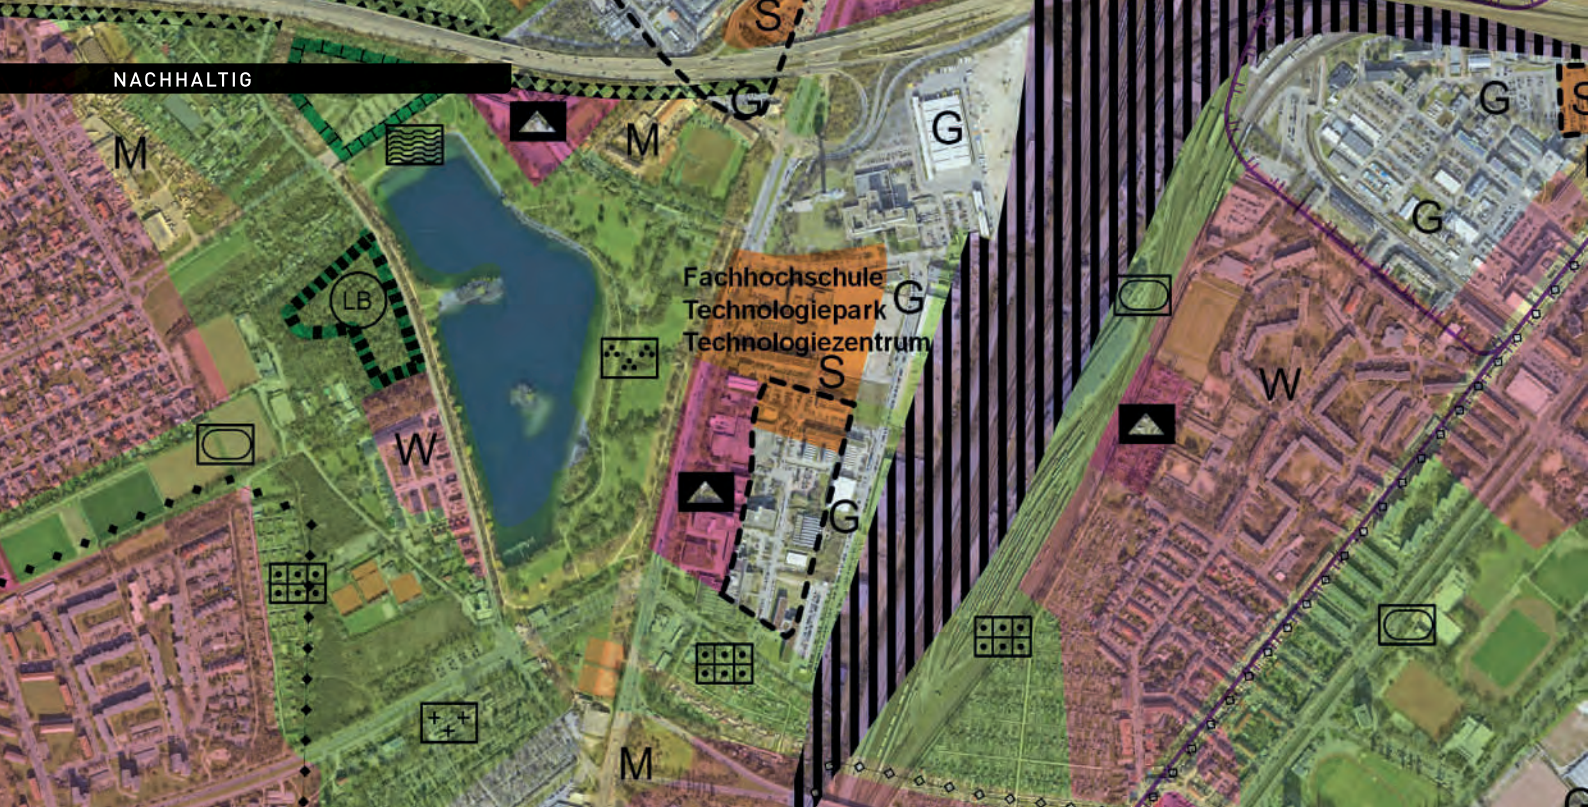 S
NACHHALTIG
G
G
G
S
M
M
G
Fachhochschule
Technologiepark
Technologiezentrum
G
LB
S
W
W
G
M